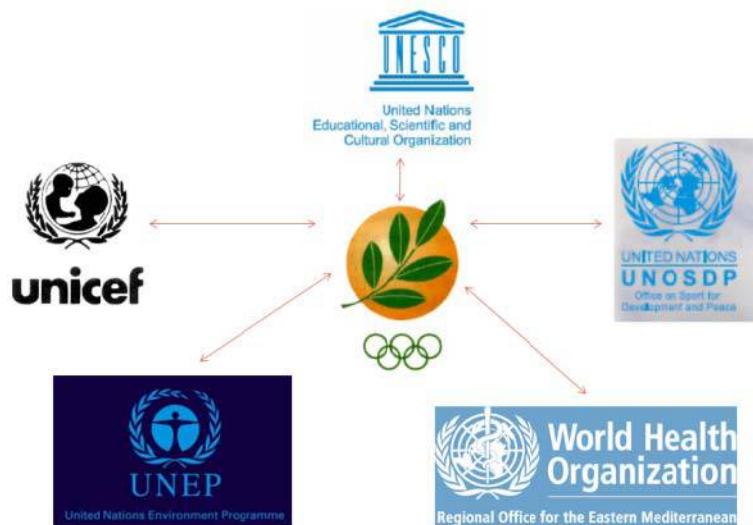 UNESCO
United Nations
Educational, Scientific and
Cultural Organization
unicef
UNITED NATIONS
UNOSDP
Office on Sport for
Development and Peace
UNEP
United Nations Environment Programme
World Health
Organization
Regional Office for the Eastern Mediterranean